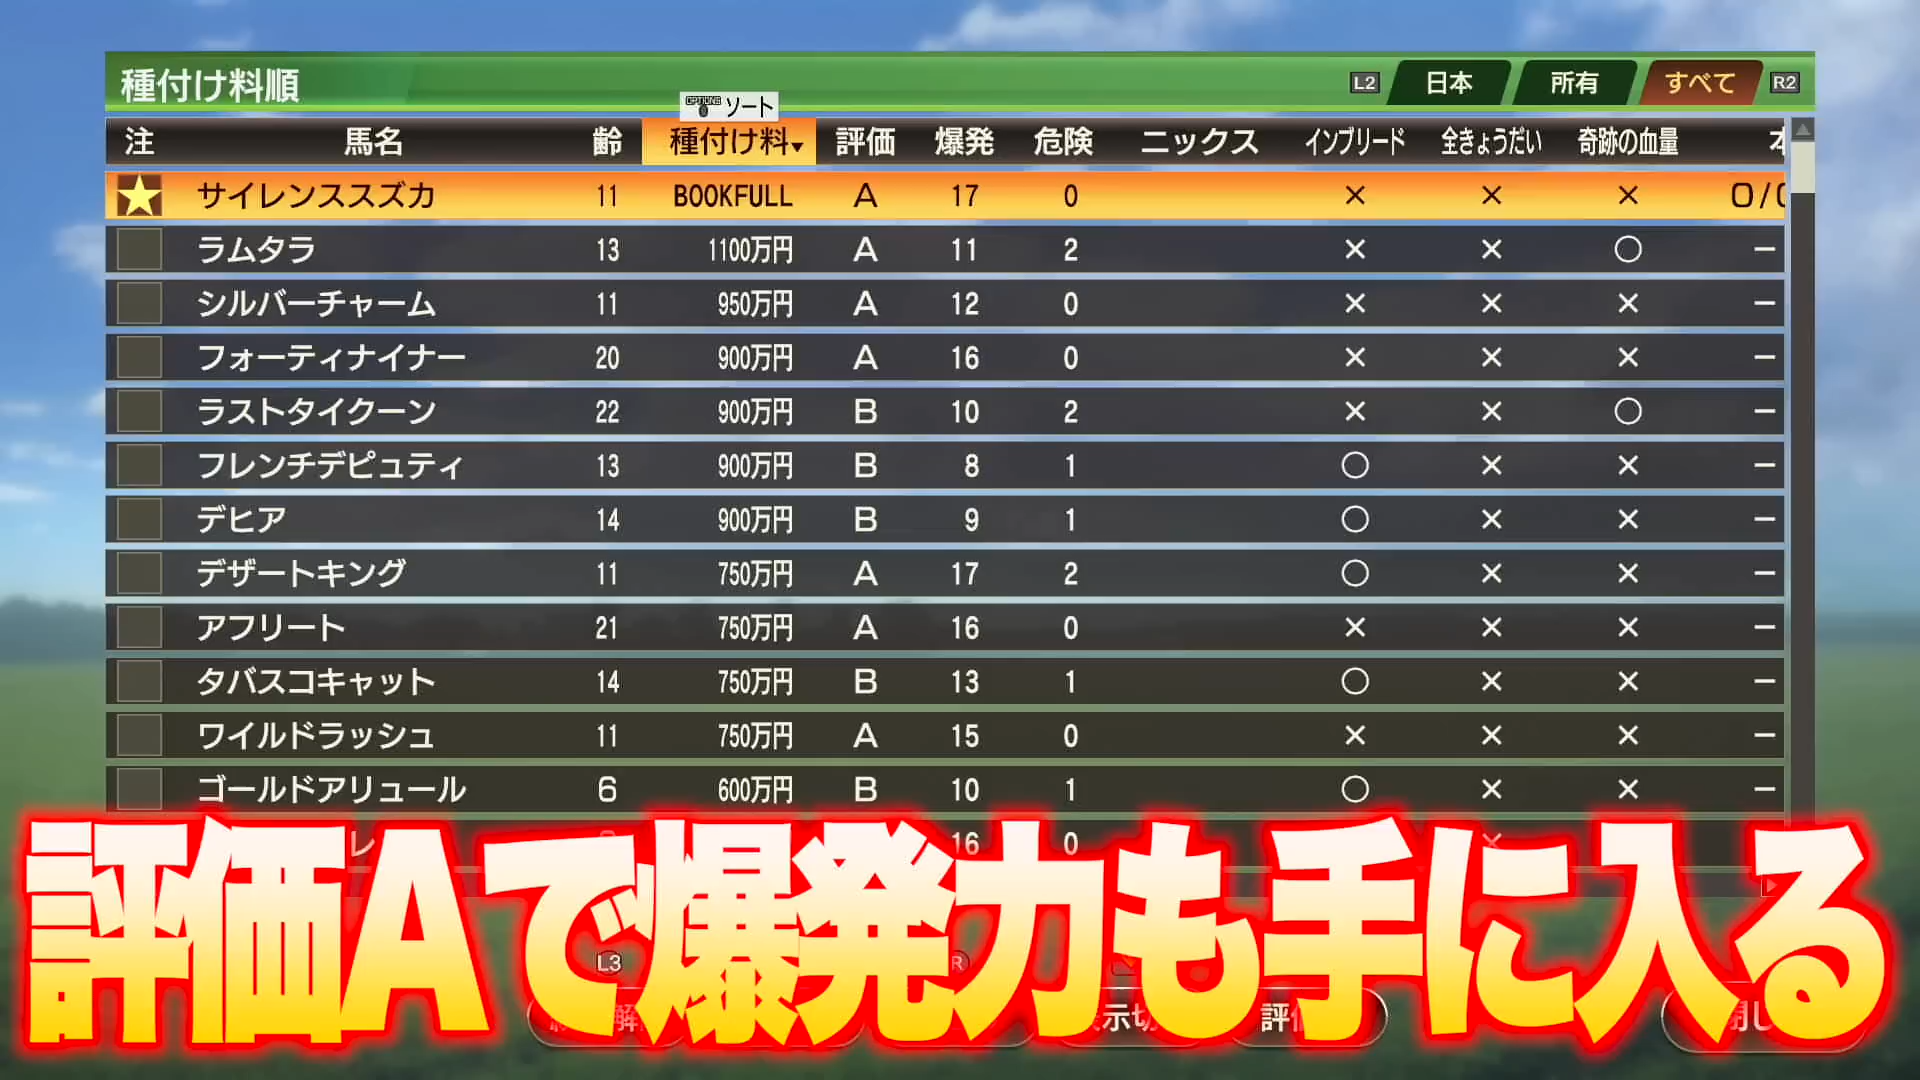 種付け料順 L2 日本 所有 すべて R2
OPTIONS ソート
注 馬名 齢 種付け料▼ 評価 爆発 危険 ニックス インブリード 全きょうだい 奇跡の血量
サイレンススズカ 11 BOOKFULL A 17 0 × × × 0/0
ラムタラ 13 1100万円 A 11 2 × × ○ ー
シルバーチャーム 11 950万円 A 12 0 × × × ー
フォーティナイナー 20 900万円 A 16 0 × × × ー
ラストタイクーン 22 900万円 B 10 2 × × ○ ー
フレンチデピュティ 13 900万円 B 8 1 ○ × × ー
デヒア 14 900万円 B 9 1 ○ × × ー
デザートキング 11 750万円 A 17 2 ○ × × ー
アフリート 21 750万円 A 16 0 × × × ー
タバスコキャット 14 750万円 B 13 1 ○ × × ー
ワイルドラッシュ 11 750万円 A 15 0 × × × ー
ゴールドアリュール 6 600万円 B 10 1 ○ × × ー
レ 16 0 ×
評価Aで爆発力も手に入る
L3 R
解 示切 評価 閉じ